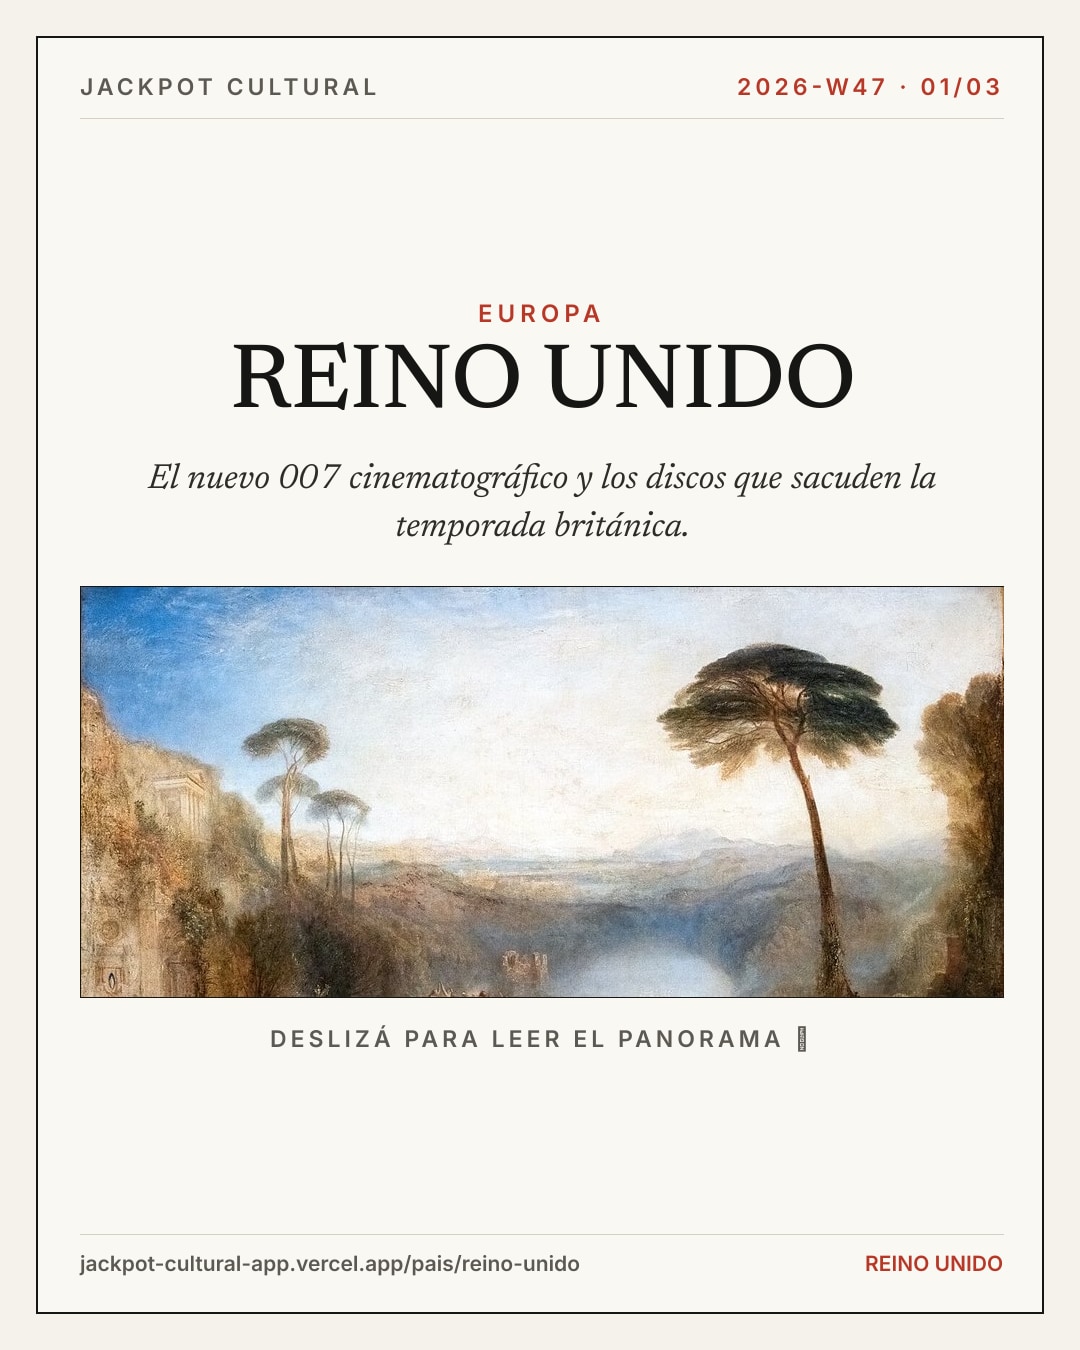 JACKPOT CULTURAL
2026-W47 · 01/03
EUROPA
REINO UNIDO
El nuevo 007 cinematográfico y los discos que sacuden la
temporada británica.
DESLIZÁ PARA LEER EL PANORAMA
jackpot-cultural-app.vercel.app/pais/reino-unido
REINO UNIDO